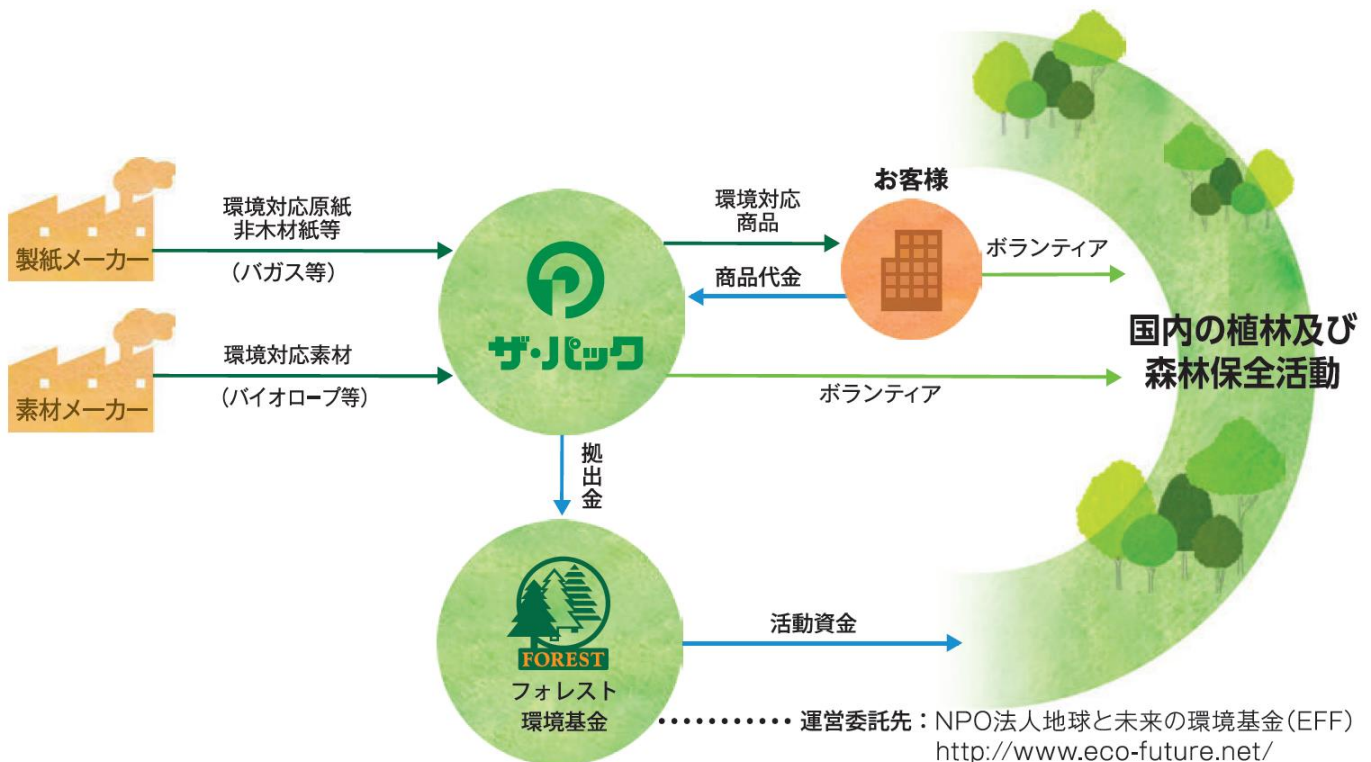 製紙メーカー
環境対応原紙
非木材紙等
(バガス等)
素材メーカー
環境対応素材
(バイオロープ等)
ザ・パック
環境対応
商品
商品代金
お客様
ボランティア
ボランティア
国内の植林及び
森林保全活動
拠出金
FOREST
フォレスト
環境基金
活動資金
運営委託先：NPO法人地球と未来の環境基金(EFF)
http://www.eco-future.net/